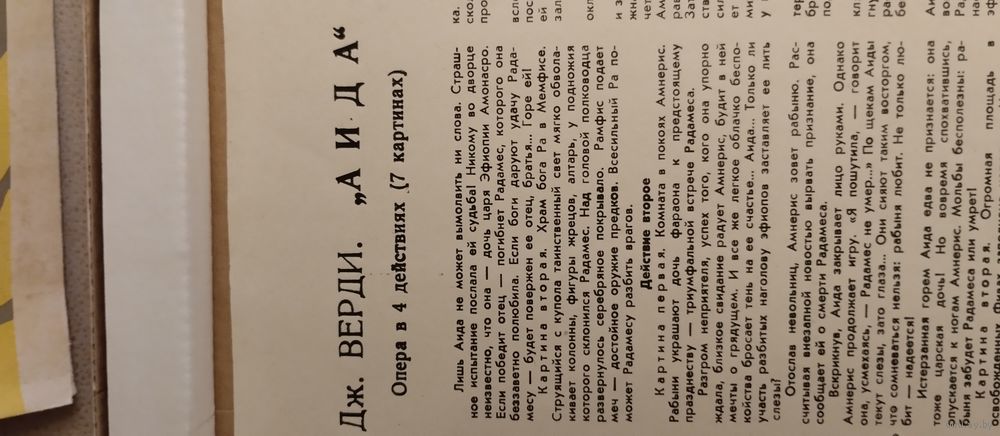 Дж. ВЕРДИ. „А И Д А"
Опера в 4 действиях (7 картинах)
Лишь Аида не может вымолвить ни слова. Страш-
ное испытание послала ей судьба! Никому во дворце
неизвестно, что она — дочь царя Эфиопии Амонасро.
Если победит отец — погибнет Радамес, которого она
беззаветно полюбила. Если боги даруют удачу Рада-
месу — будет повержен ее отец, братья... Горе ей!
Картина вторая. Храм бога Ра в Мемфисе.
Струящийся с купола таинственный свет мягко обвола-
кивает колонны, фигуры жрецов, алтарь, у подножия
которого склонился Радамес. Над головой полководца
развернулось серебряное покрывало. Рамфис подает
меч — достойное оружие предков. Всесильный Ра по-
может Радамесу разбить врагов.
Действие второе
Картина первая. Комната в покоях Амнерис.
Рабыни украшают дочь фараона к предстоящему
празднеству — триумфальной встрече Радамеса.
Разгром неприятеля, успех того, кого она упорно
ждала, близкое свидание радует Амнерис, будит в ней
мечты о грядущем. И все же легкое облачко беспо-
койства бросает тень на ее счастье... Аида... Только ли
участь разбитых наголову эфиопов заставляет ее лить
слезы!
Отослав невольниц, Амнерис зовет рабыню. Рас-
считывая внезапной новостью вырвать признание, она
сообщает ей о смерти Радамеса.
Вскрикнув, Аида закрывает лицо руками. Однако
Амнерис продолжает игру. «Я пошутила, — говорит
она, усмехаясь, — Радамес не умер...» По щекам Аиды
текут слезы, зато глаза... Они сияют таким восторгом,
что сомневаться нельзя: рабыня любит. Не только лю-
бит — надеется!
Истерзанная горем Аида едва не признается: она
тоже царская дочь! Но вовремя спохватившись,
опускается к ногам Амнерис. Мольбы бесполезны: ра-
быня забудет Радамеса или умрет!
Картина вторая. Огромная площадь в